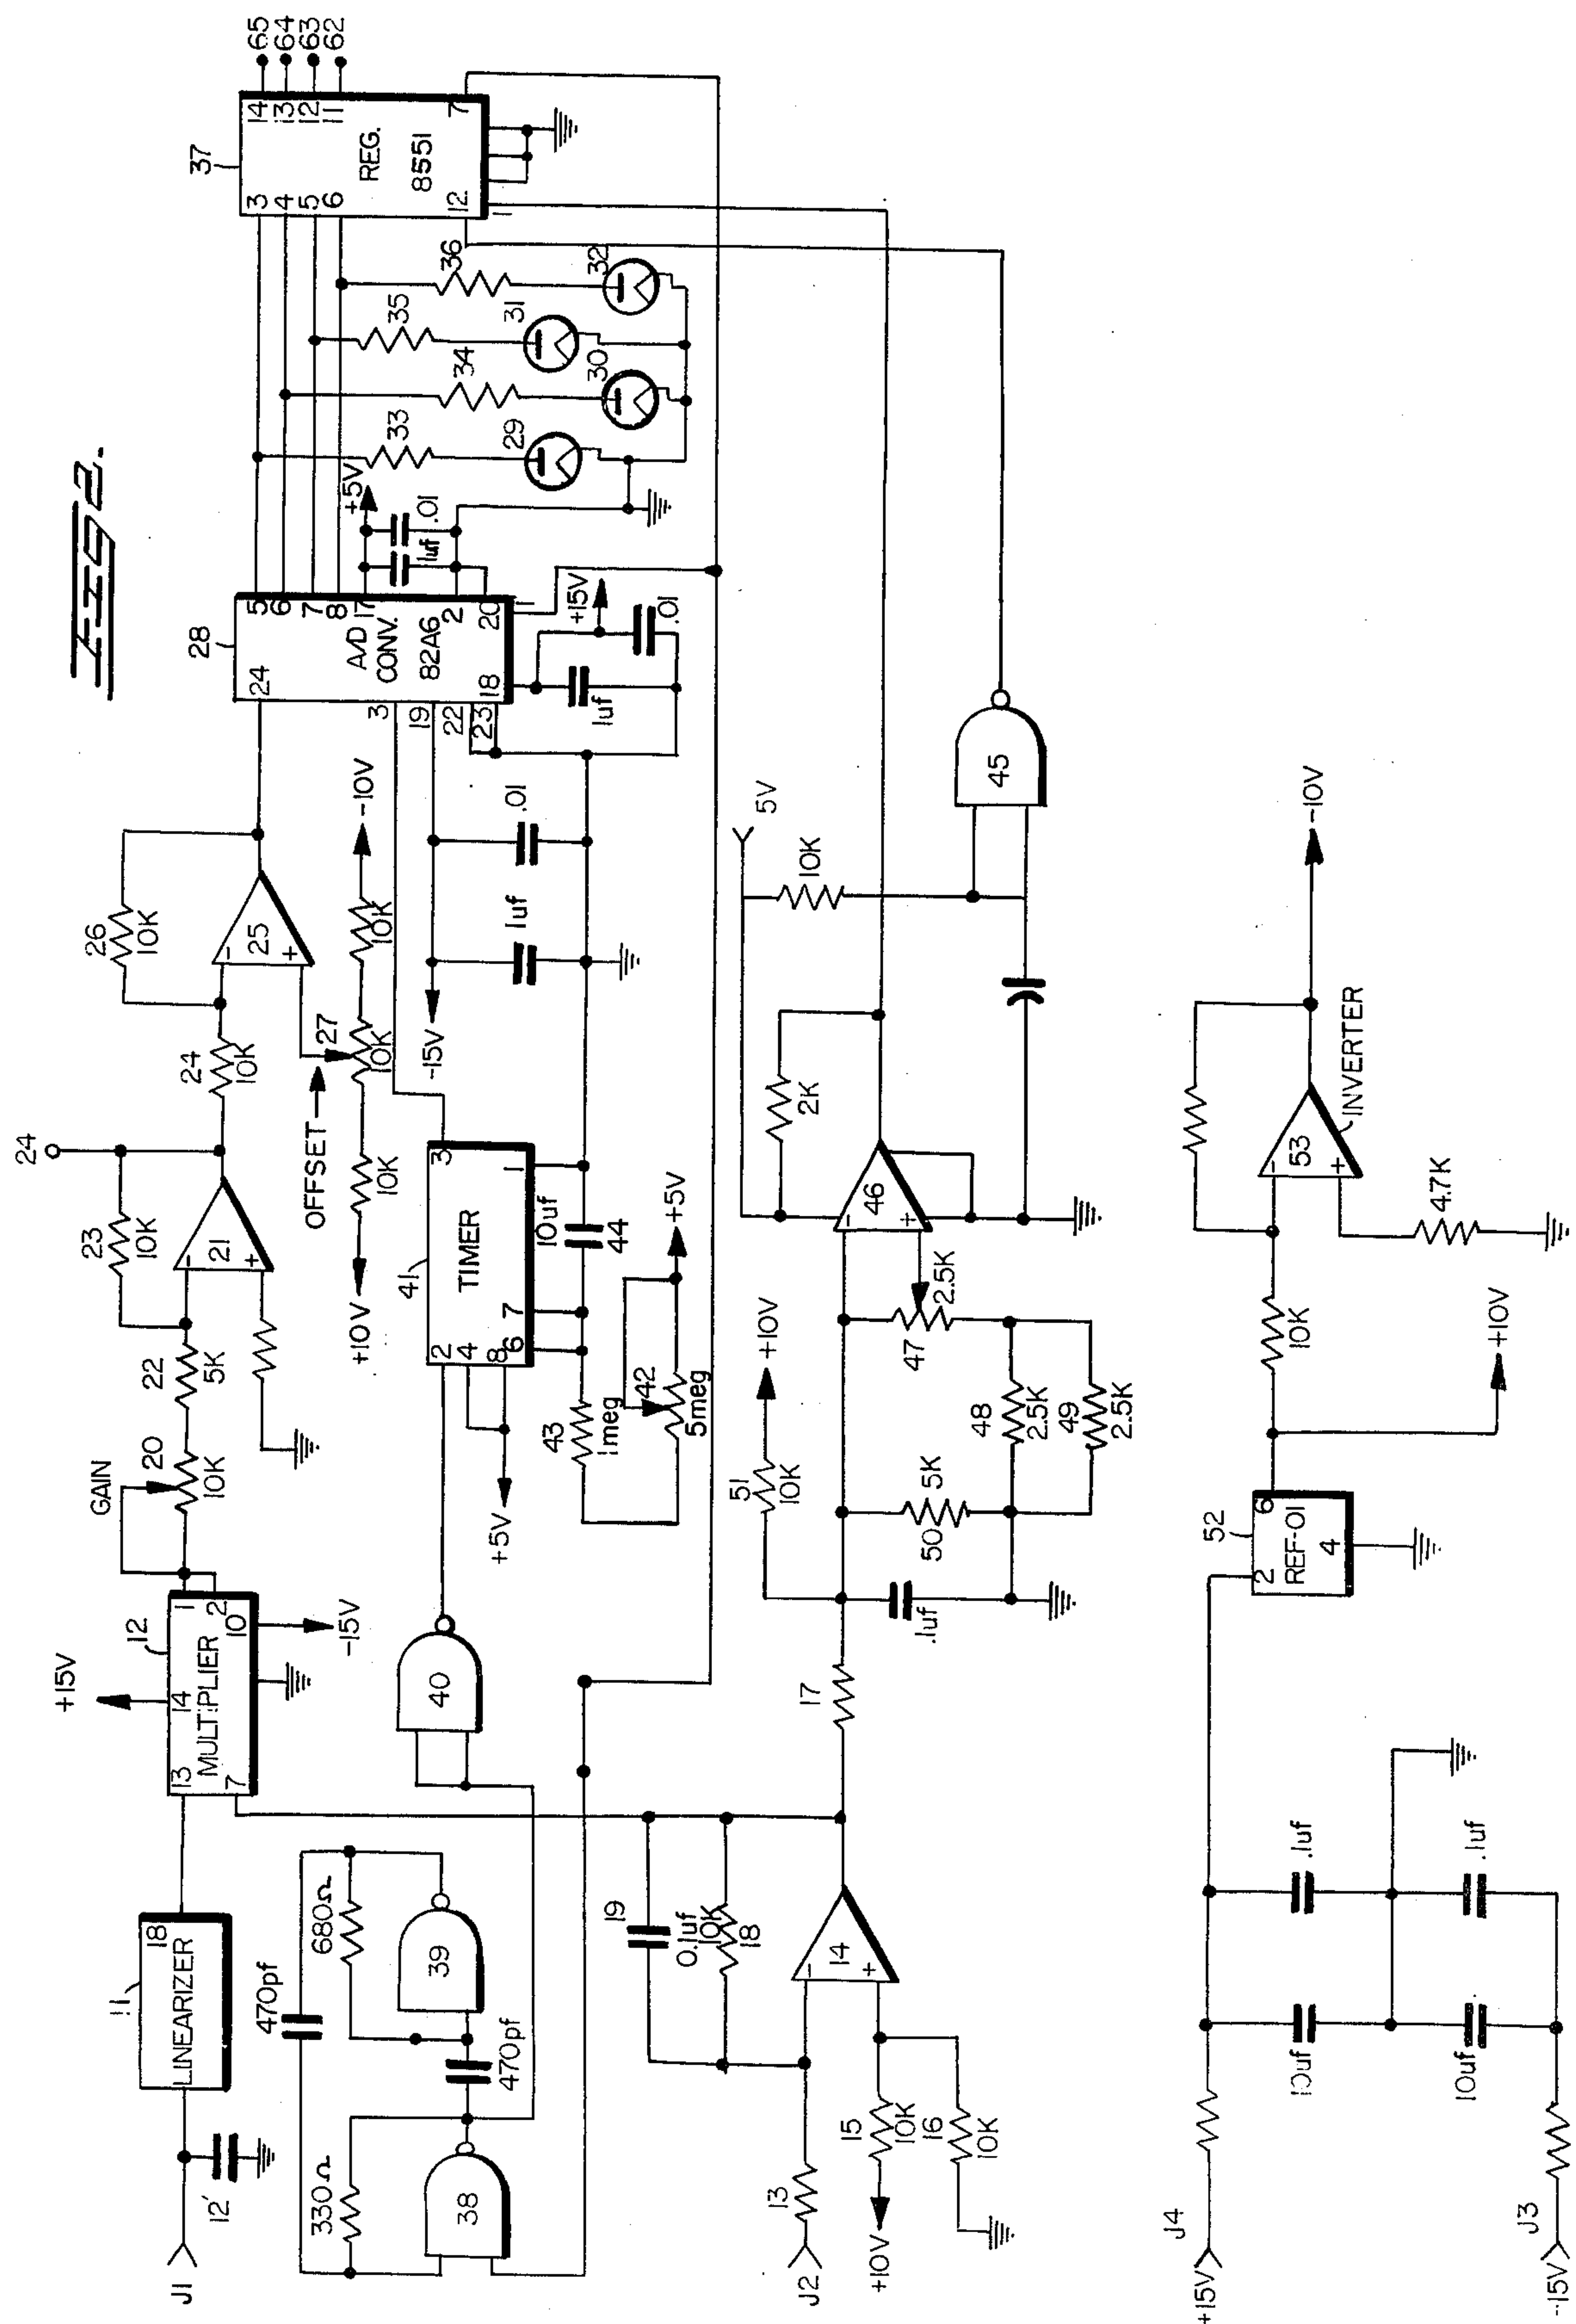 FIG 2.
J1
12'
11
LINEARIZER
18
+15V
12
13
14
MULTIPLIER
7
1
2
10
-15V
GAIN
20
10K
22
5K
23
10K
21
-
+
24
24
10K
OFFSET
27
+10V
10K
10K
10K
-10V
26
10K
25
-
+
28
24
3
19
22
23
18
A/D
CONV.
82A6
5
6
7
8
17
2
20
1
+5V
1uf
.01
+15V
1uf
.01
33
34
35
36
29
30
31
32
37
3
4
5
6
12
1
REG.
8551
14
13
12
11
7
65
64
63
62
470pf
330Ω
680Ω
38
39
470pf
40
41
TIMER
2
4
8
6
7
1
3
+5V
10uf
44
43
1meg
42
5meg
+5V
-15V
1uf
.01
J2
13
19
0.1uf
10K
18
14
-
+
15
10K
16
10K
+10V
17
.1uf
51
10K
+10V
50
5K
48
2.5K
49
2.5K
47
2.5K
46
-
+
2K
10K
5V
45
J4
+15V
J3
-15V
10uf
.1uf
10uf
.1uf
52
2
6
REF-01
4
+10V
10K
53
-
+
INVERTER
4.7K
-10V